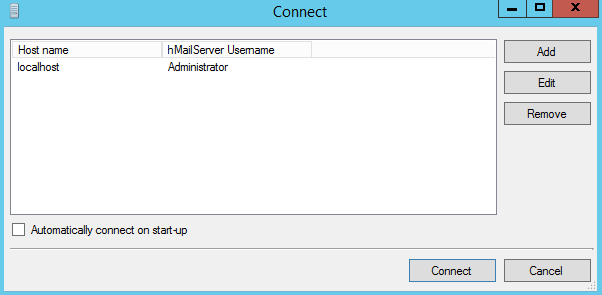 Connect
Host name hMailServer Username
localhost Administrator
Add
Edit
Remove
Automatically connect on start-up
Connect Cancel